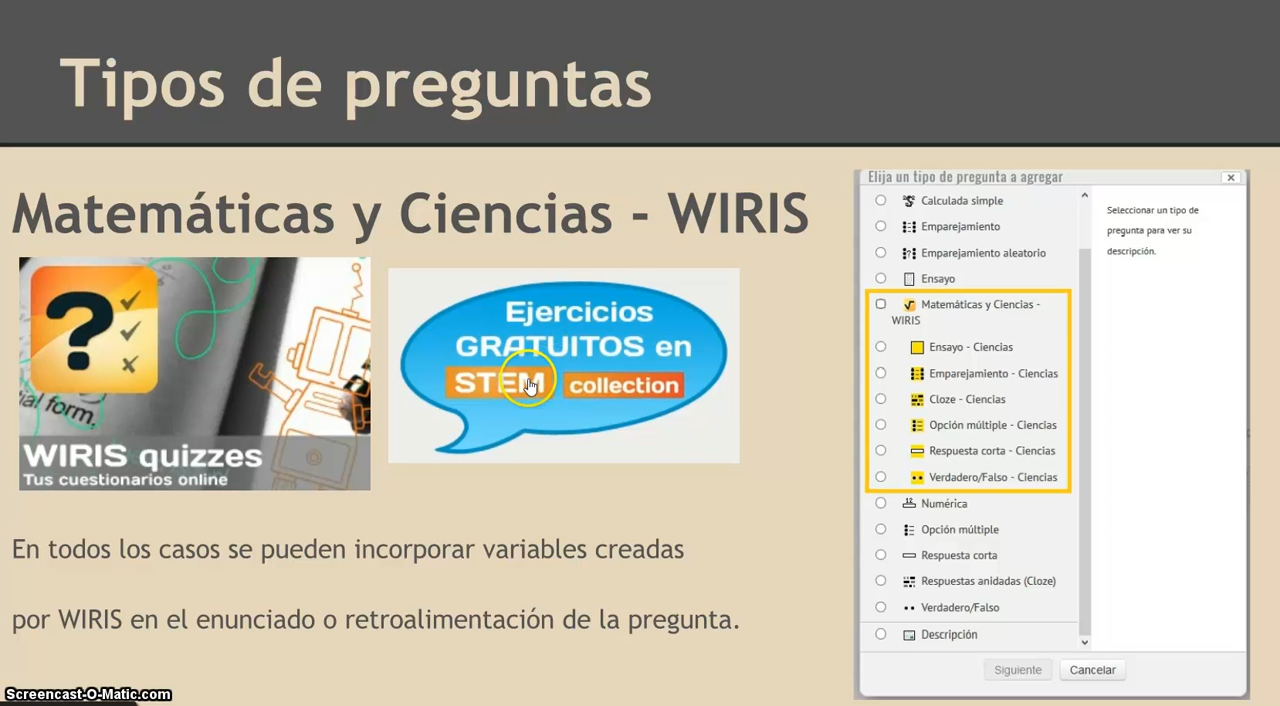 Tipos de preguntas
Matemáticas y Ciencias - WIRIS
ial form,
WIRIS quizzes
Tus cuestionarios online
Ejercicios
GRATUITOS en
STEM collection
En todos los casos se pueden incorporar variables creadas
por WIRIS en el enunciado o retroalimentación de la pregunta.
Elija un tipo de pregunta a agregar
Calculada simple
Emparejamiento
Emparejamiento aleatorio
Ensayo
Matemáticas y Ciencias -
WIRIS
Ensayo - Ciencias
Emparejamiento - Ciencias
Cloze - Ciencias
Opción múltiple - Ciencias
Respuesta corta - Ciencias
Verdadero/Falso - Ciencias
Numérica
Opción múltiple
Respuesta corta
Respuestas anidadas (Cloze)
Verdadero/Falso
Descripción
Seleccionar un tipo de
pregunta para ver su
descripción.
Siguiente
Cancelar
Screencast-O-Matic.com